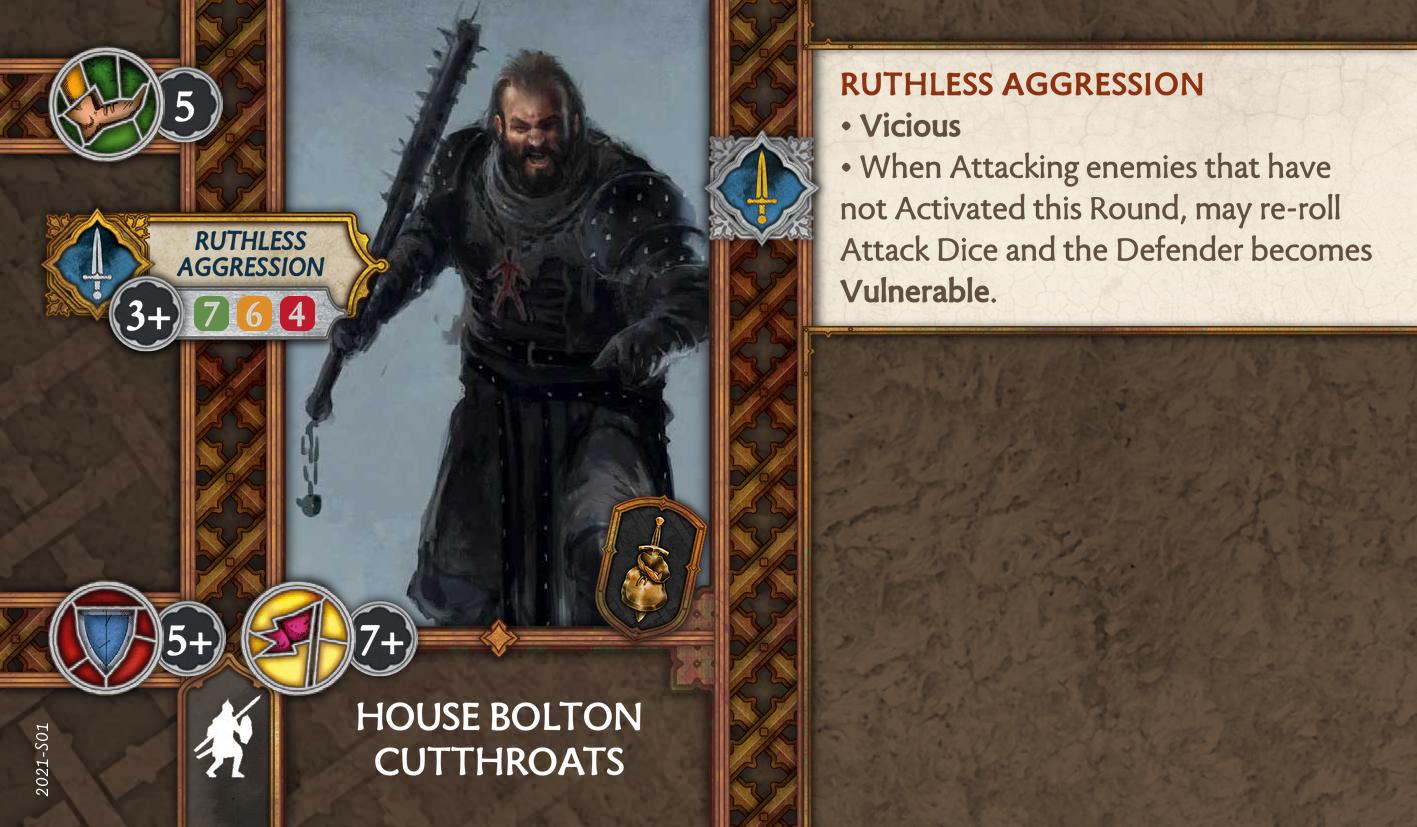 5
RUTHLESS
AGGRESSION
3+ 7 6 4
5+ 7+
HOUSE BOLTON
CUTTHROATS
2021-S01
RUTHLESS AGGRESSION
• Vicious
• When Attacking enemies that have
not Activated this Round, may re-roll
Attack Dice and the Defender becomes
Vulnerable.